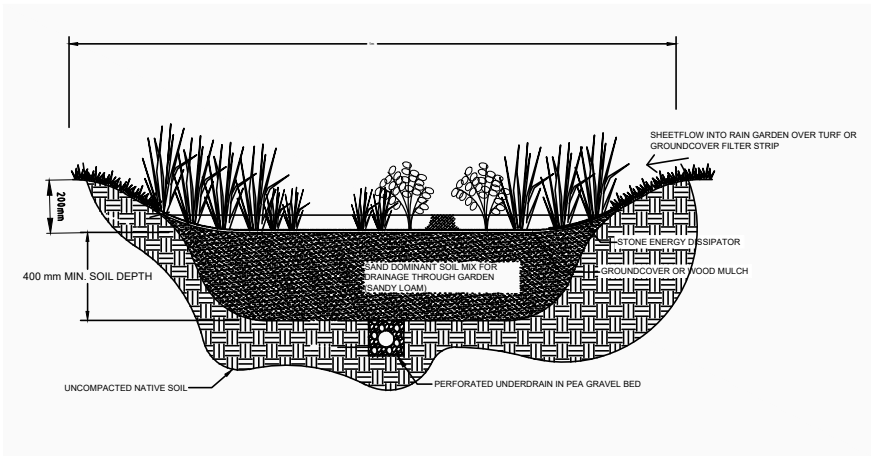 SHEETFLOW INTO RAIN GARDEN OVER TURF OR
GROUNDCOVER FILTER STRIP
200mm
STONE ENERGY DISSIPATOR
400 mm MIN. SOIL DEPTH
SAND DOMINANT SOIL MIX FOR
DRAINAGE THROUGH GARDEN
(SANDY LOAM)
GROUNDCOVER OR WOOD MULCH
UNCOMPACTED NATIVE SOIL
PERFORATED UNDERDRAIN IN PEA GRAVEL BED